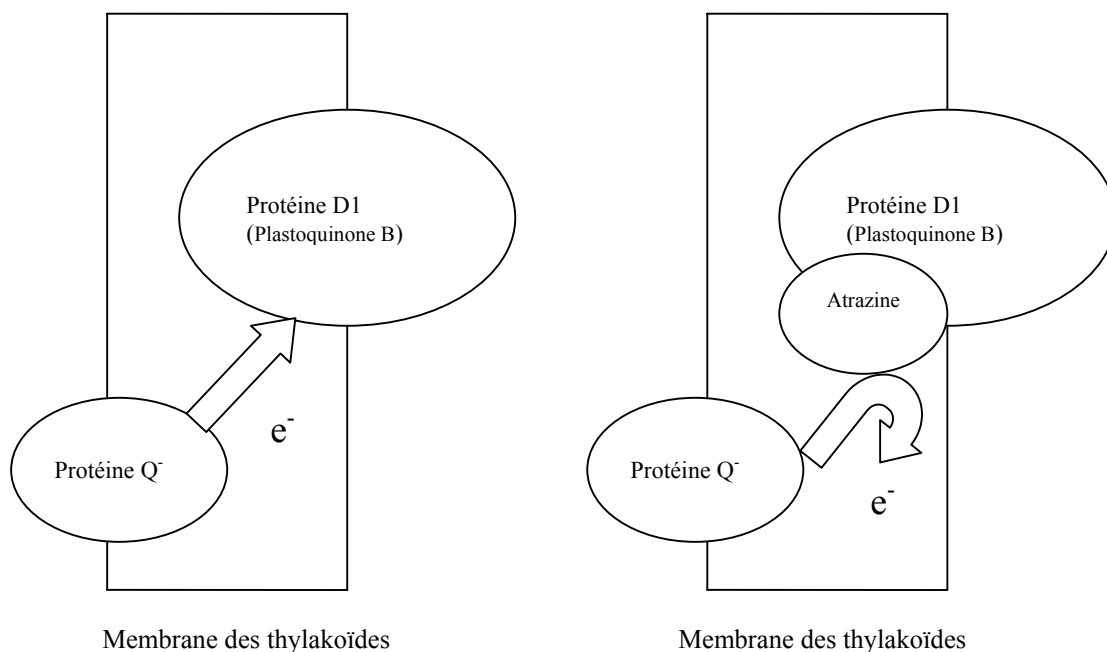 Protéine D1
(Plastoquinone B)
e-
Protéine Q-
Membrane des thylakoïdes
Protéine D1
(Plastoquinone B)
Atrazine
Protéine Q-
e-
Membrane des thylakoïdes